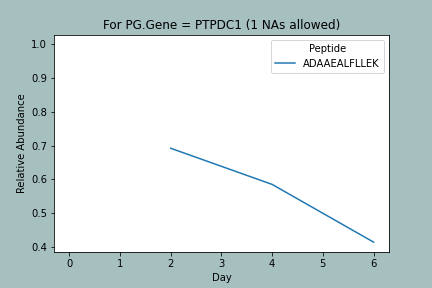 For PG.Gene = PTPDC1 (1 NAs allowed)
Peptide
ADAAEALFLLEK
1.0
0.9
0.8
0.7
0.6
0.5
0.4
Relative Abundance
0 1 2 3 4 5 6
Day